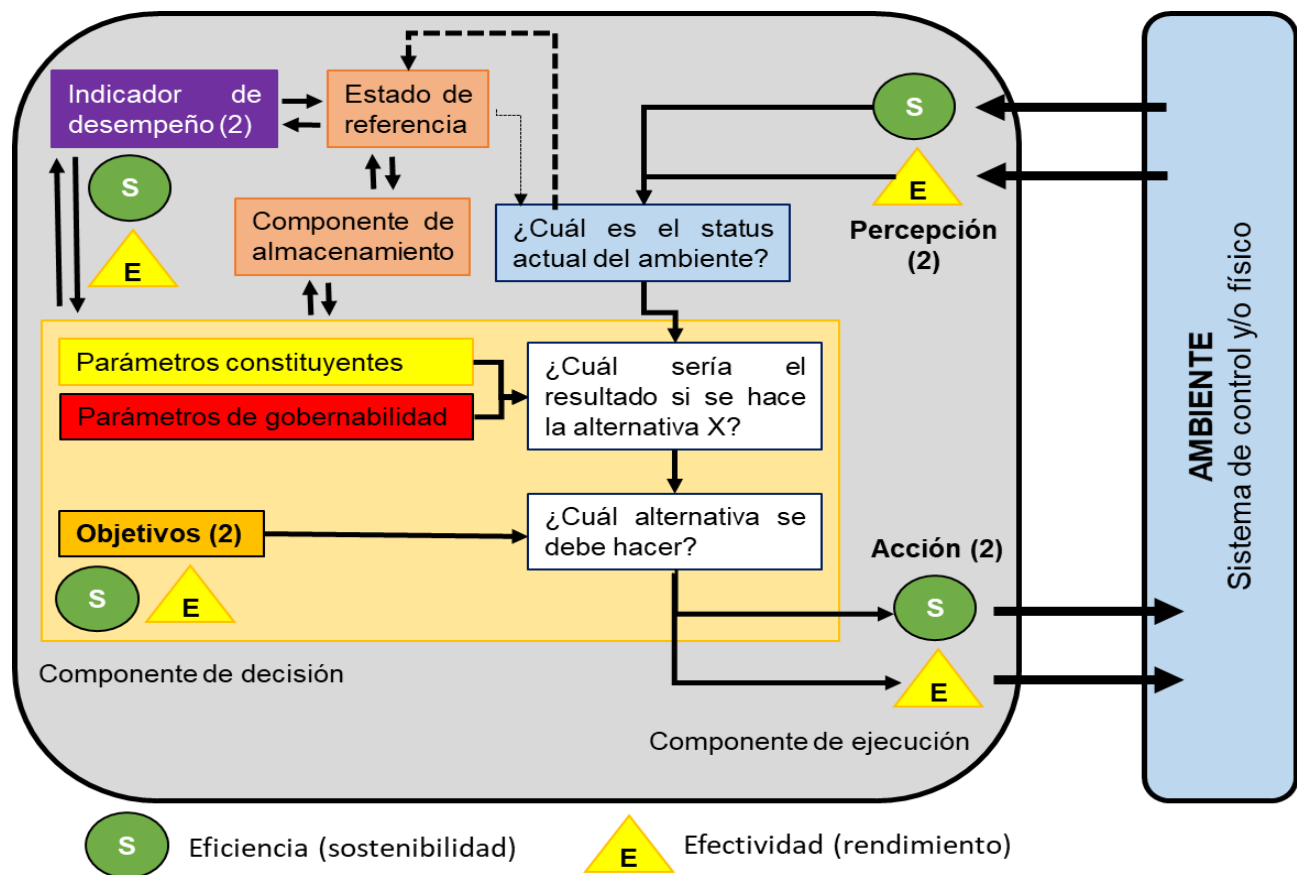 Indicador de
desempeño (2)
Estado de
referencia
S
E
S
E
Percepción
(2)
Componente de
almacenamiento
¿Cuál es el status
actual del ambiente?
Parámetros constituyentes
Parámetros de gobernabilidad
¿Cuál sería el
resultado si se hace
la alternativa X?
Objetivos (2)
S
E
¿Cuál alternativa se
debe hacer?
Acción (2)
S
E
Componente de decisión
Componente de ejecución
AMBIENTE
Sistema de control y/o físico
S
Eficiencia (sostenibilidad)
E
Efectividad (rendimiento)